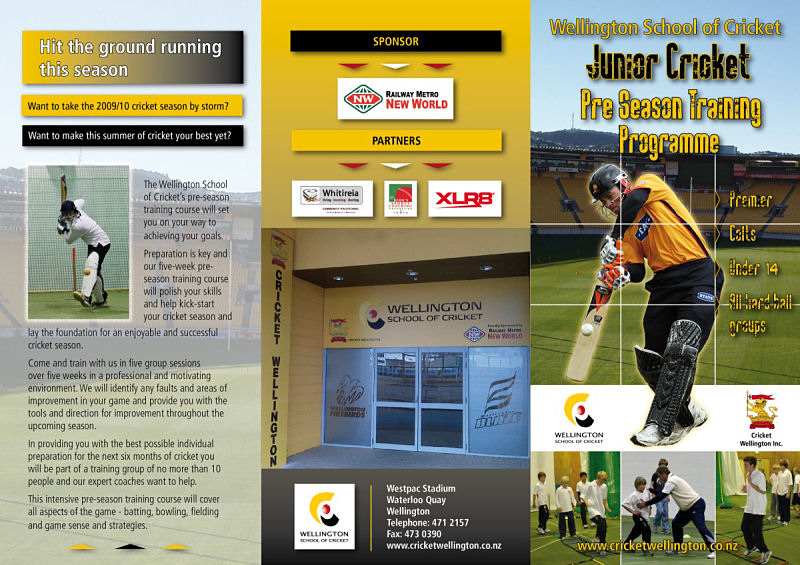 Hit the ground running
this season
Want to take the 2009/10 cricket season by storm?
Want to make this summer of cricket your best yet?
The Wellington School
of Cricket's pre-season
training course will set
you on your way to
achieving your goals.
Preparation is key and
our five-week pre-
season training course
will polish your skills
and help kick-start
your cricket season and
lay the foundation for an enjoyable and successful
cricket season.
Come and train with us in five group sessions
over five weeks in a professional and motivating
environment. We will identify any faults and areas of
improvement in your game and provide you with the
tools and direction for improvement throughout the
upcoming season.
In providing you with the best possible individual
preparation for the next six months of cricket you
will be part of a training group of no more than 10
people and our expert coaches want to help.
This intensive pre-season training course will cover
all aspects of the game - batting, bowling, fielding
and game sense and strategies.
SPONSOR
NW
RAILWAY METRO
NEW WORLD
PARTNERS
Whitireia
XLR8
CRICKET WELLINGTON
WELLINGTON
SCHOOL OF CRICKET
CRICKET WELLINGTON
RAILWAY METRO
NEW WORLD
WELLINGTON
FIREBIRDS
BLAZE
WELLINGTON
SCHOOL OF CRICKET
Westpac Stadium
Waterloo Quay
Wellington
Telephone: 471 2157
Fax: 473 0390
www.cricketwellington.co.nz
Wellington School of Cricket
Junior Cricket
Pre Season Training
Programme
Premier
Colts
Under 14
All hard ball
groups
WELLINGTON
SCHOOL OF CRICKET
Cricket
Wellington Inc.
www.cricketwellington.co.nz